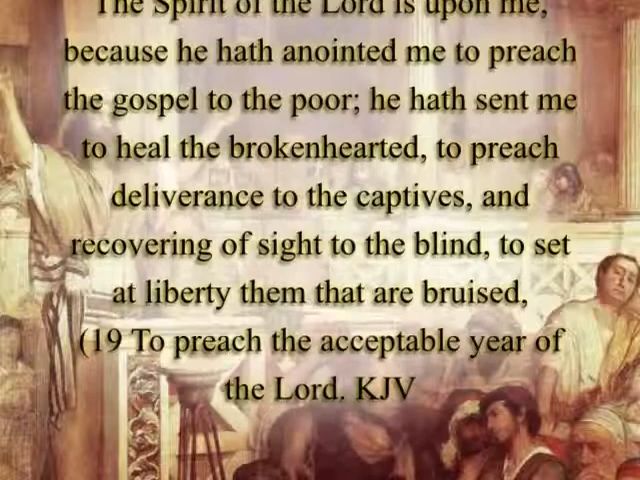 The Spirit of the Lord is upon me,
because he hath anointed me to preach
the gospel to the poor; he hath sent me
to heal the brokenhearted, to preach
deliverance to the captives, and
recovering of sight to the blind, to set
at liberty them that are bruised,
(19 To preach the acceptable year of
the Lord. KJV